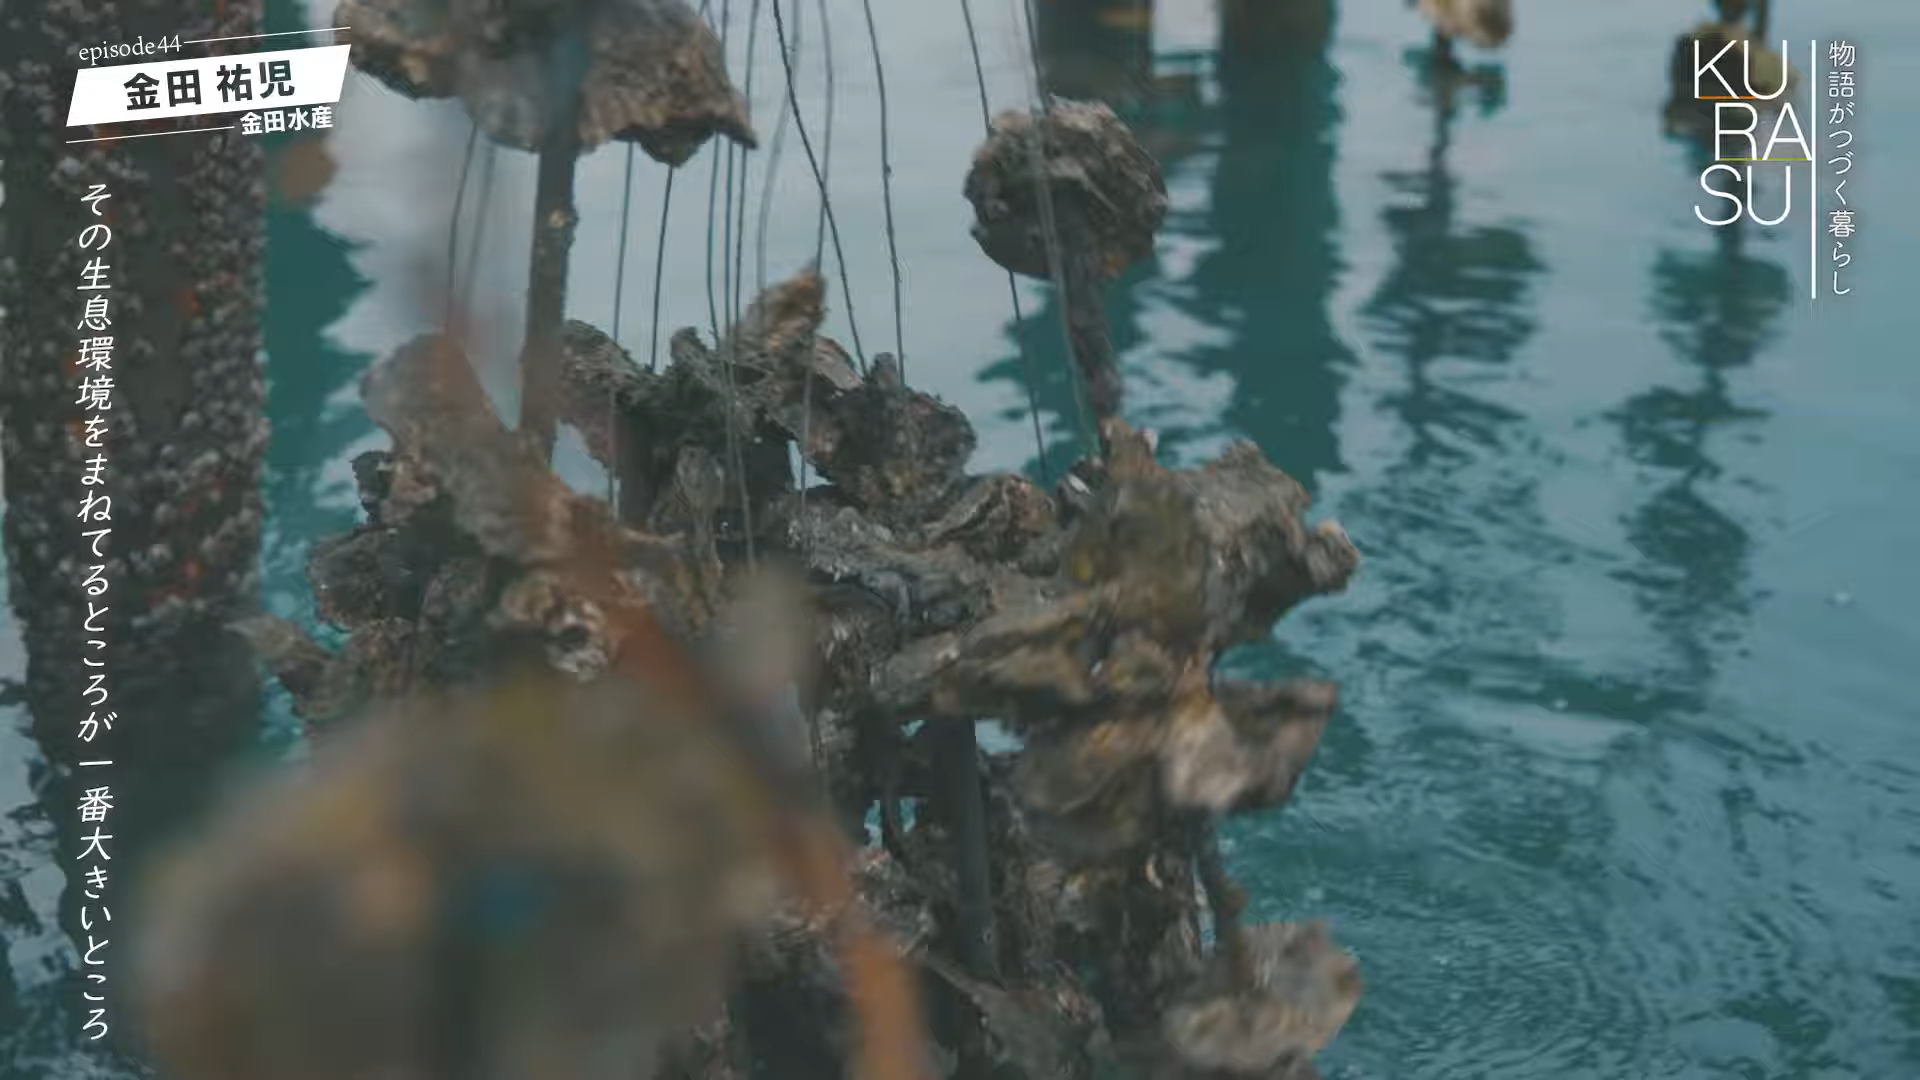 episode44
金田 祐児
金田水産
その生息環境をまねてるところが一番大きいところ
KU
RA
SU
物語がつづく暮らし